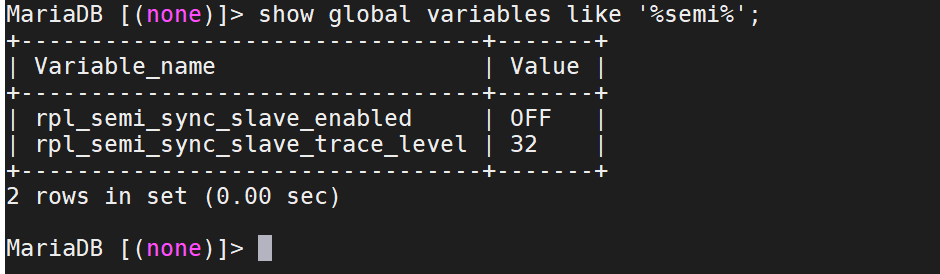 MariaDB [(none)]> show global variables like '%semi%';
+---------------------------------+-------+
| Variable_name                   | Value |
+---------------------------------+-------+
| rpl_semi_sync_slave_enabled     | OFF   |
| rpl_semi_sync_slave_trace_level | 32    |
+---------------------------------+-------+
2 rows in set (0.00 sec)
MariaDB [(none)]>